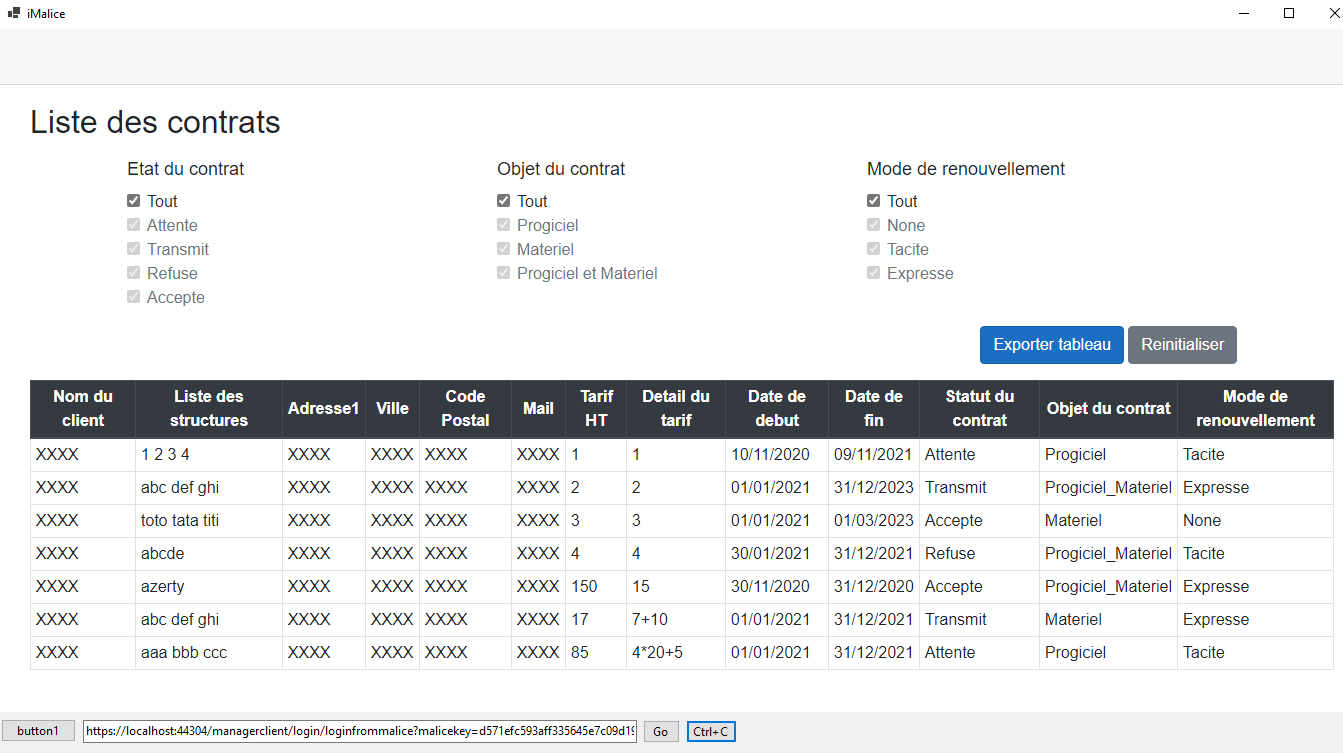 iMalice
Liste des contrats
Etat du contrat
Tout
Attente
Transmit
Refuse
Accepte
Objet du contrat
Tout
Progiciel
Materiel
Progiciel et Materiel
Mode de renouvellement
Tout
None
Tacite
Expresse
Exporter tableau Reinitialiser
Nom du client Liste des structures Adresse1 Ville Code Postal Mail Tarif HT Detail du tarif Date de debut Date de fin Statut du contrat Objet du contrat Mode de renouvellement
XXXX 1 2 3 4 XXXX XXXX XXXX XXXX 1 1 10/11/2020 09/11/2021 Attente Progiciel Tacite
XXXX abc def ghi XXXX XXXX XXXX XXXX 2 2 01/01/2021 31/12/2023 Transmit Progiciel_Materiel Expresse
XXXX toto tata titi XXXX XXXX XXXX XXXX 3 3 01/01/2021 01/03/2023 Accepte Materiel None
XXXX abcde XXXX XXXX XXXX XXXX 4 4 30/01/2021 31/12/2021 Refuse Progiciel_Materiel Tacite
XXXX azerty XXXX XXXX XXXX XXXX 150 15 30/11/2020 31/12/2020 Accepte Progiciel_Materiel Expresse
XXXX abc def ghi XXXX XXXX XXXX XXXX 17 7+10 01/01/2021 31/12/2021 Transmit Materiel Expresse
XXXX aaa bbb ccc XXXX XXXX XXXX XXXX 85 4*20+5 01/01/2021 31/12/2021 Attente Progiciel Tacite
button1 https://localhost:44304/managerclient/login/loginfrommalice?malicekey=d571efc593aff335645e7c09d19 Go Ctrl+C